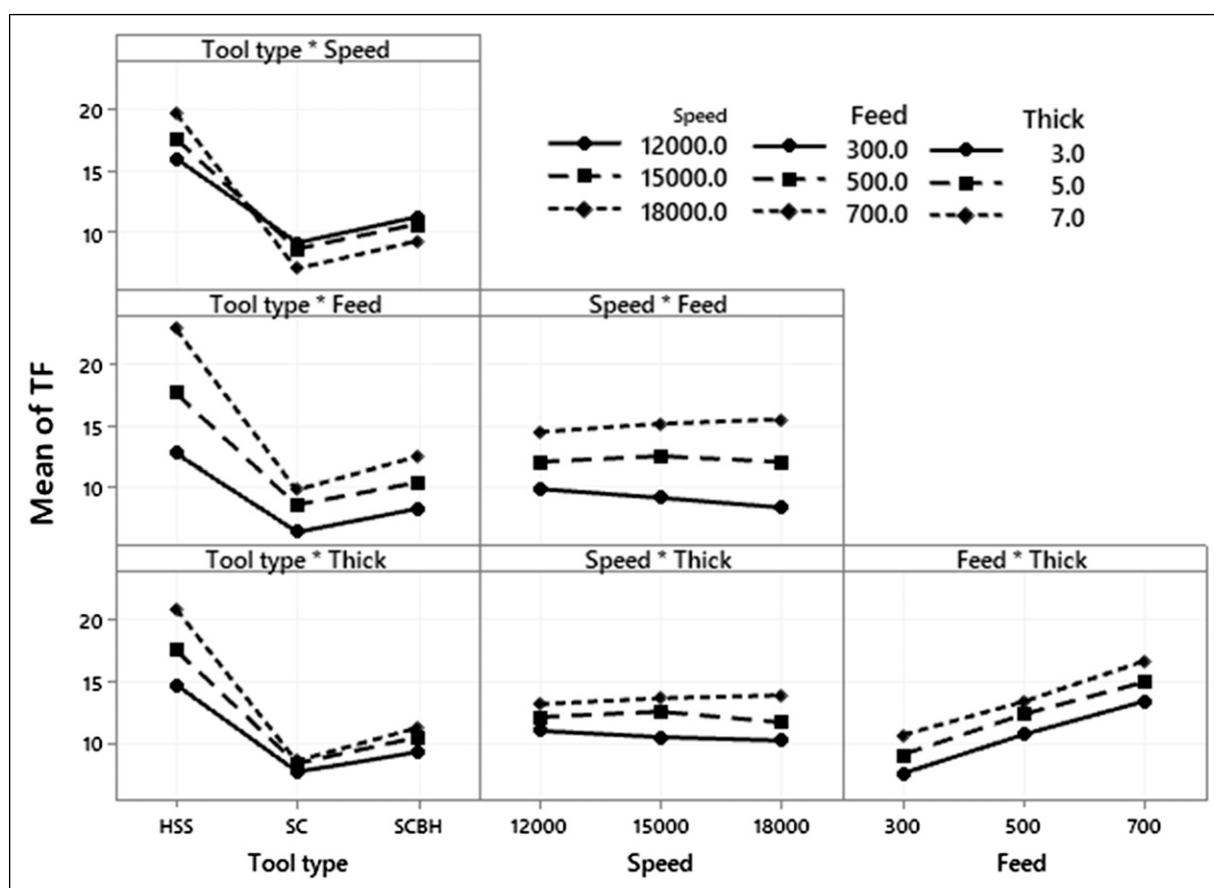 Tool type * Speed
20
15
10
Speed Feed Thick
12000.0 300.0 3.0
15000.0 500.0 5.0
18000.0 700.0 7.0
Tool type * Feed Speed * Feed
20
15
10
Mean of TF
Tool type * Thick Speed * Thick Feed * Thick
20
15
10
HSS SC SCBH 12000 15000 18000 300 500 700
Tool type Speed Feed